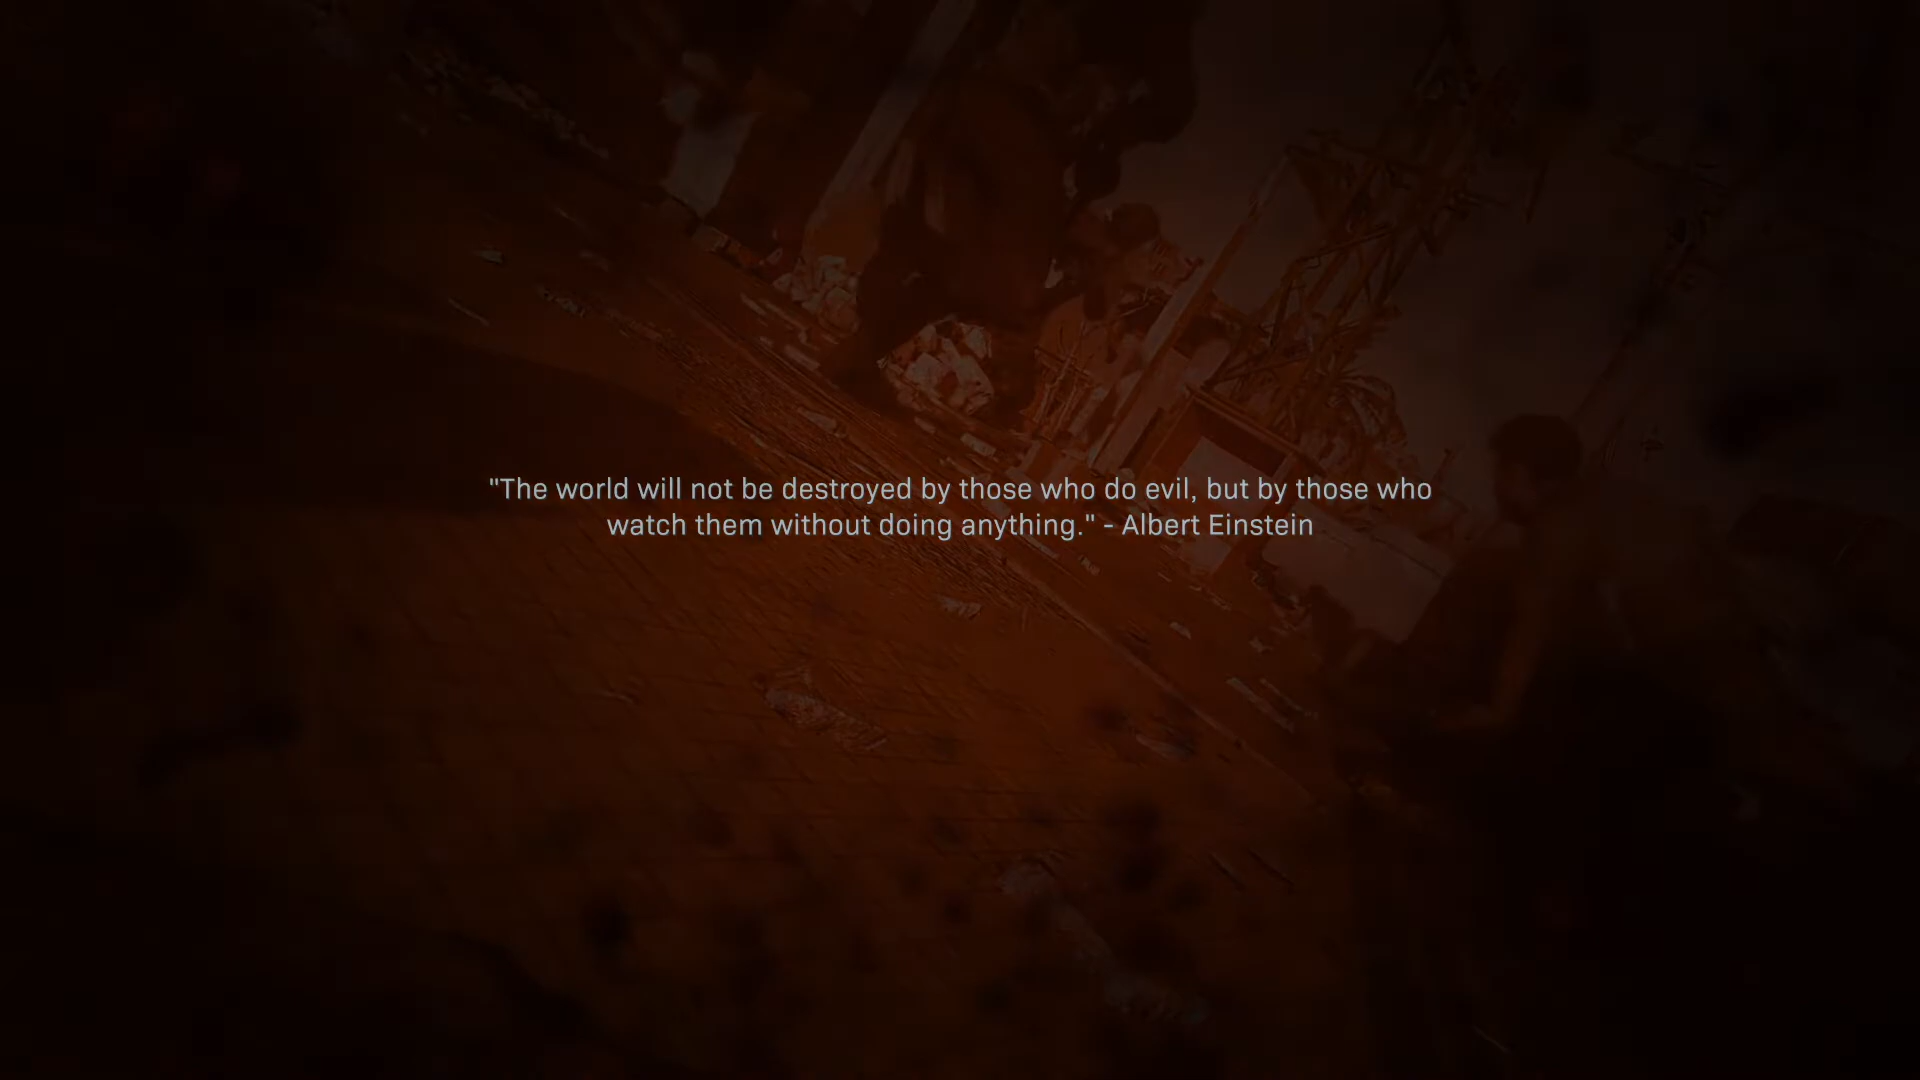 "The world will not be destroyed by those who do evil, but by those who
watch them without doing anything." - Albert Einstein